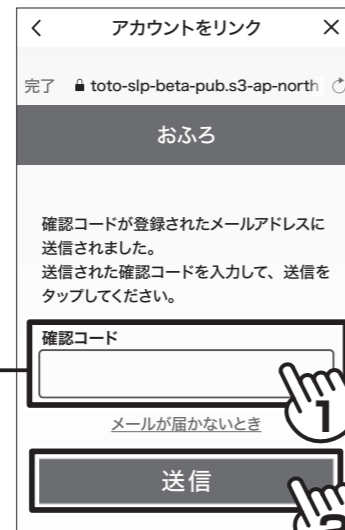 アカウントをリンク
完了 toto-slp-beta-pub.s3-ap-north
おふろ
確認コードが登録されたメールアドレスに
送信されました。
送信された確認コードを入力して、送信を
タップしてください。
確認コード
1
メールが届かないとき
送信
2